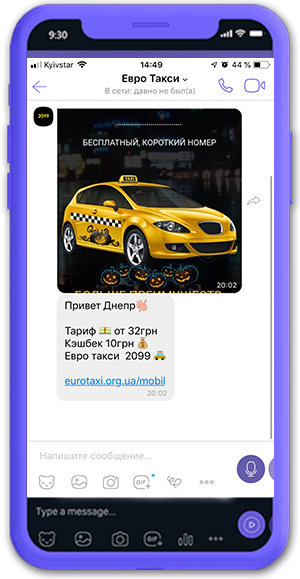 9:30
Kyivstar 14:49 44 %
Евро Такси
В сети: давно не был(а)
2099
БЕСПЛАТНЫЙ, КОРОТКИЙ НОМЕР
TAXI
БОЛЬШЕ ПРЕИМУЩЕСТВ
20:02
Привет Днепр
Тариф 💵 от 32грн
Кэшбек 10грн 💰
Евро такси 2099 🚖
eurotaxi.org.ua/mobil
20:02
Напишите сообщение...
GIF
Type a message...
GIF